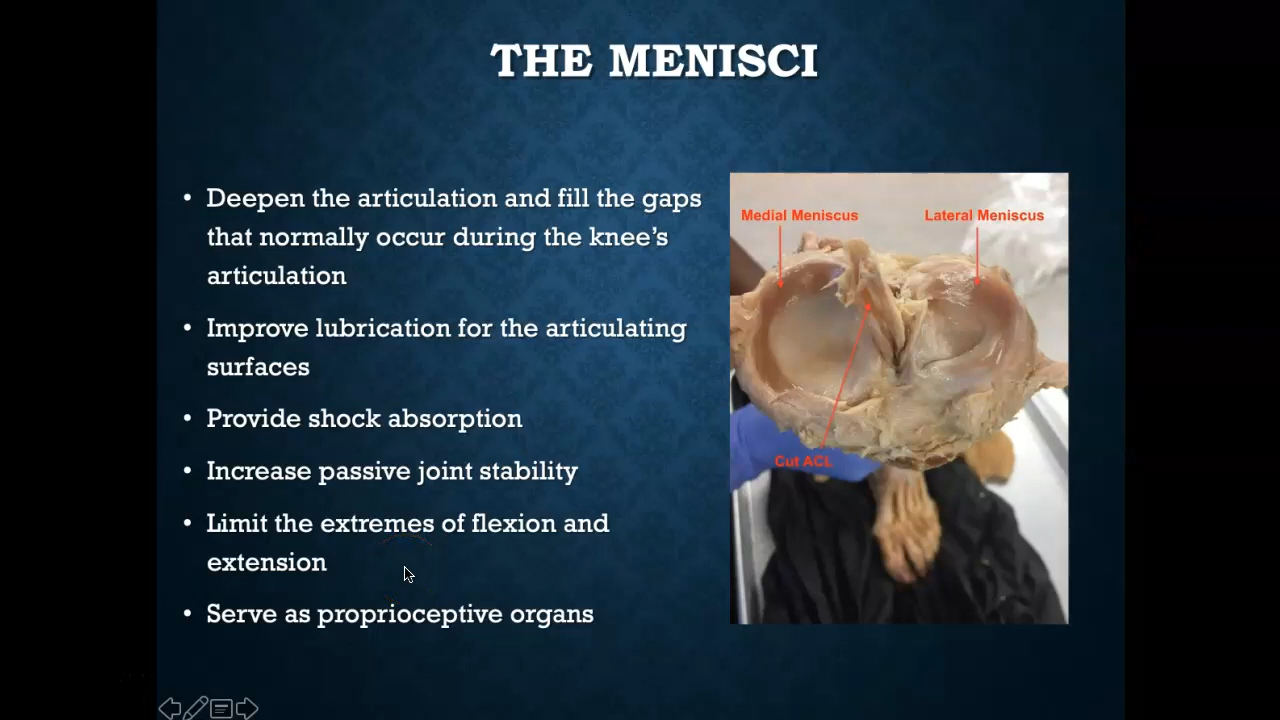 THE MENISCI
• Deepen the articulation and fill the gaps
that normally occur during the knee's
articulation
• Improve lubrication for the articulating
surfaces
• Provide shock absorption
• Increase passive joint stability
• Limit the extremes of flexion and
extension
• Serve as proprioceptive organs
Medial Meniscus
Lateral Meniscus
Cut ACL